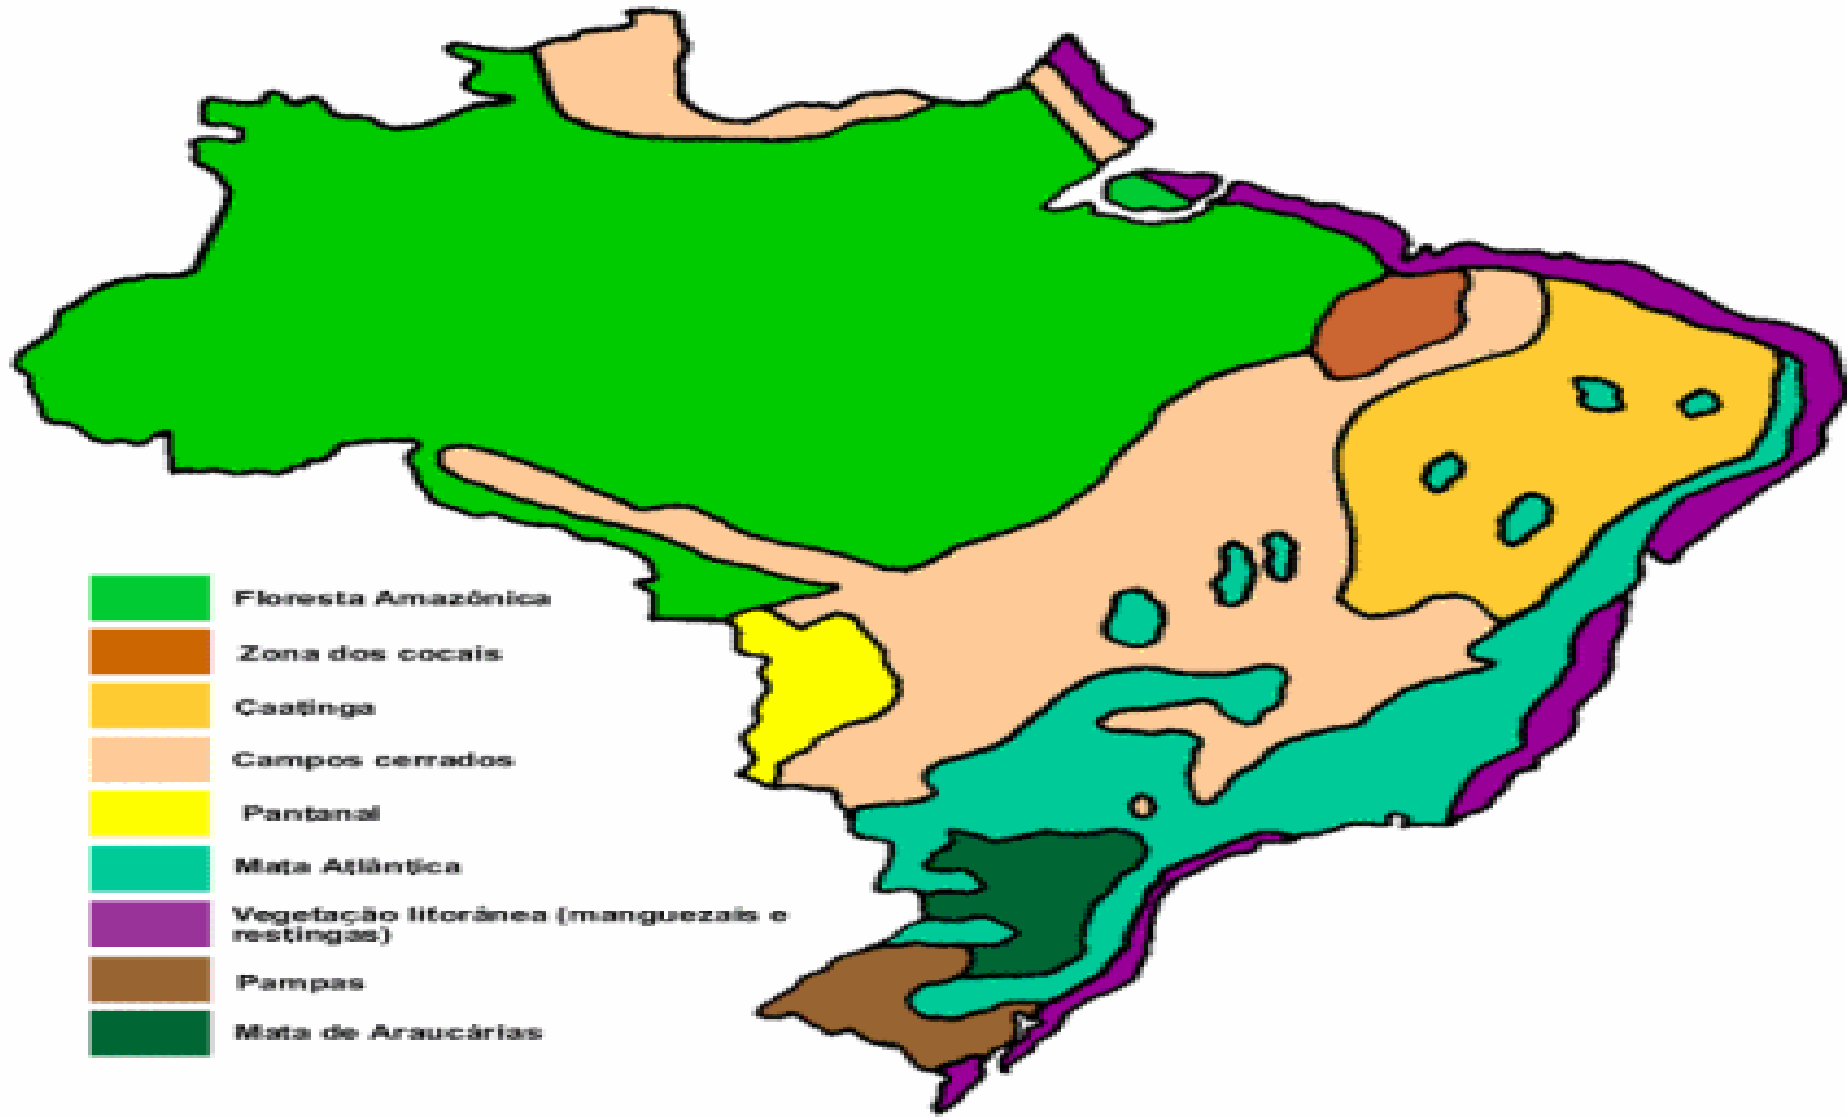 Floresta Amazônica
Zona dos cocais
Caatinga
Campos cerrados
Pantanal
Mata Atlântica
Vegetação litorânea (manguezais e
restingas)
Pampas
Mata de Araucárias